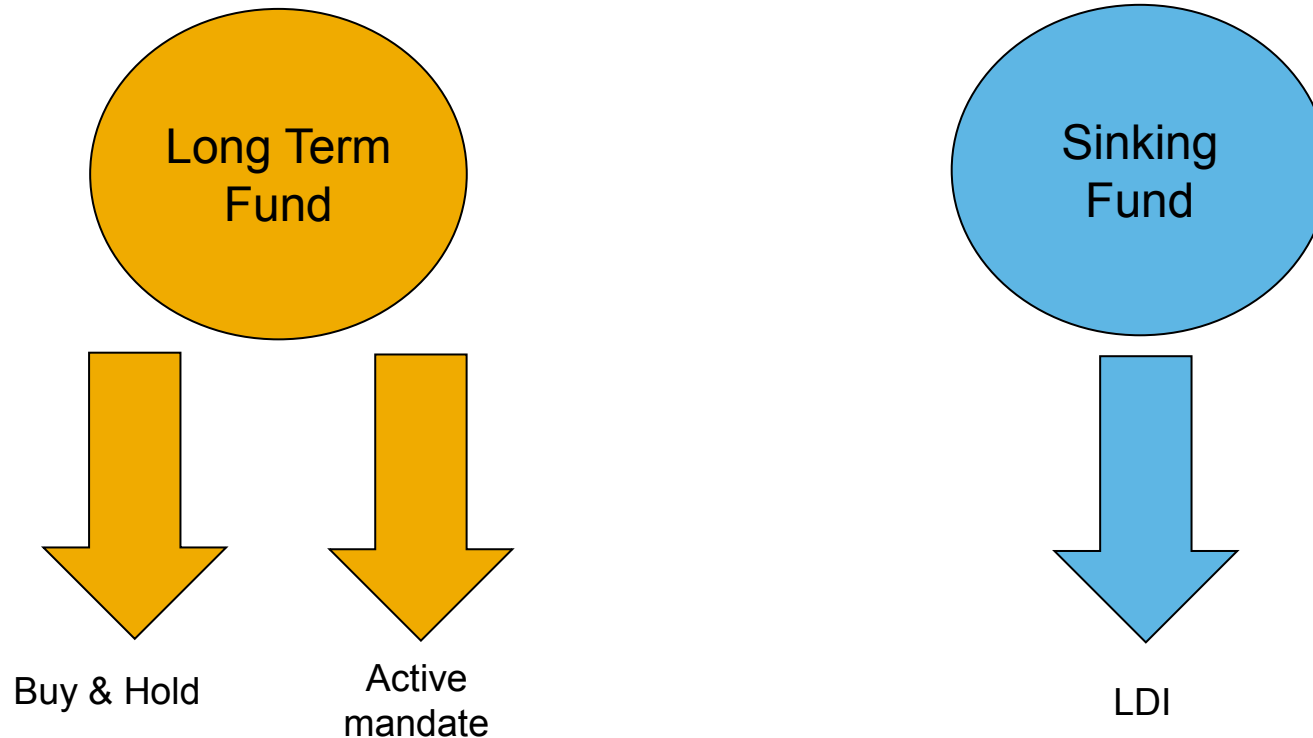 Long Term
Fund
Sinking
Fund
Buy & Hold
Active
mandate
LDI